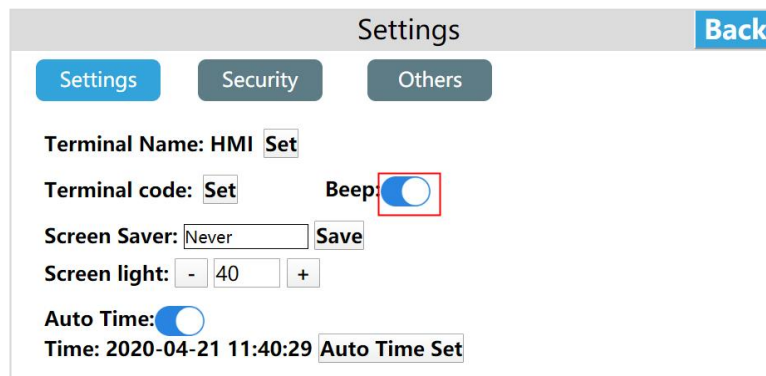 Settings Back
Settings Security Others
Terminal Name: HMI Set
Terminal code: Set Beep:
Screen Saver: Never Save
Screen light: - 40 +
Auto Time:
Time: 2020-04-21 11:40:29 Auto Time Set